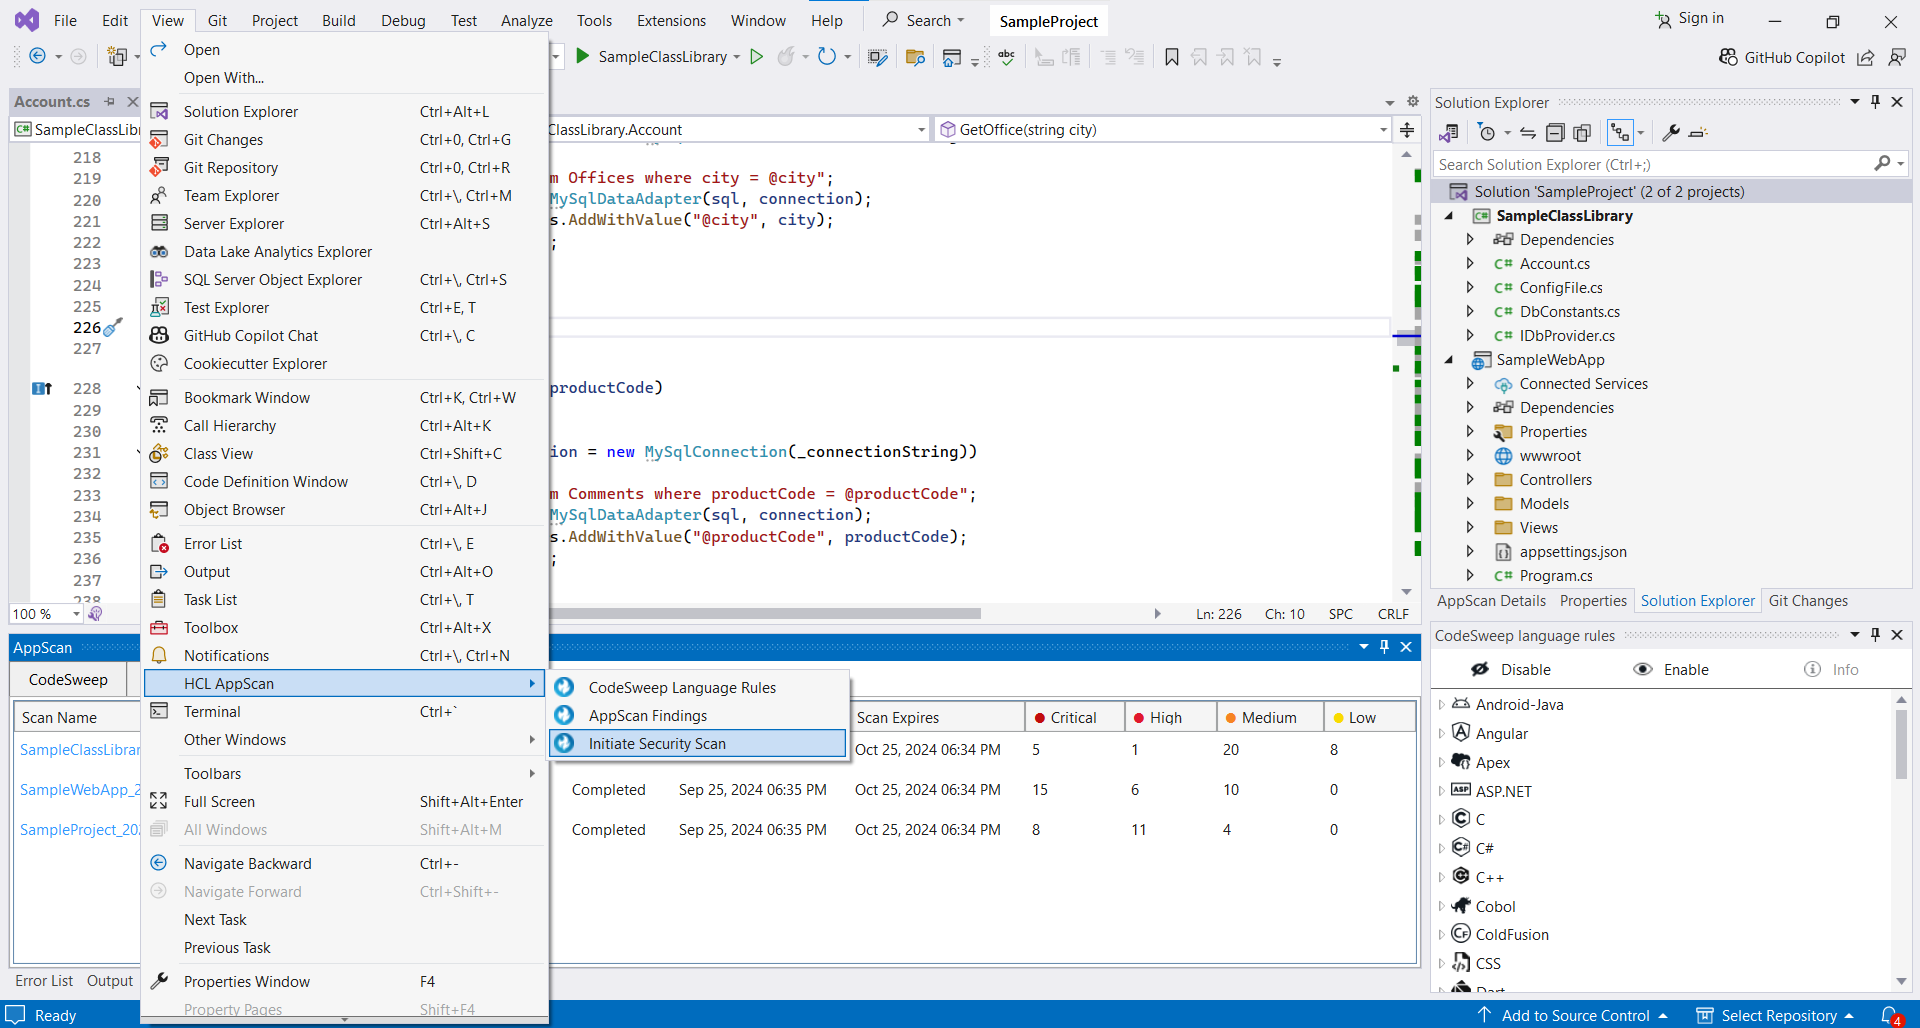 File Edit View Git Project Build Debug Test Analyze Tools Extensions Window Help Search SampleProject Sign in
SampleClassLibrary abc GitHub Copilot
Account.cs
SampleClassLibr
ClassLibrary.Account
GetOffice(string city)
218
219 m Offices where city = @city";
220 MySqlDataAdapter(sql, connection);
221 s.AddWithValue("@city", city);
222 ;
223
224
225
226
227
228 productCode)
229
230
231 ion = new MySqlConnection(_connectionString))
232
233 m Comments where productCode = @productCode";
234 MySqlDataAdapter(sql, connection);
235 s.AddWithValue("@productCode", productCode);
236 ;
237
238
100 %
Ln: 226 Ch: 10 SPC CRLF
Open
Open With...
Solution Explorer Ctrl+Alt+L
Git Changes Ctrl+0, Ctrl+G
Git Repository Ctrl+0, Ctrl+R
Team Explorer Ctrl+\, Ctrl+M
Server Explorer Ctrl+Alt+S
Data Lake Analytics Explorer
SQL Server Object Explorer Ctrl+\, Ctrl+S
Test Explorer Ctrl+E, T
GitHub Copilot Chat Ctrl+\, C
Cookiecutter Explorer
Bookmark Window Ctrl+K, Ctrl+W
Call Hierarchy Ctrl+Alt+K
Class View Ctrl+Shift+C
Code Definition Window Ctrl+\, D
Object Browser Ctrl+Alt+J
Error List Ctrl+\, E
Output Ctrl+Alt+O
Task List Ctrl+\, T
Toolbox Ctrl+Alt+X
Notifications Ctrl+\, Ctrl+N
HCL AppScan
Terminal Ctrl+`
Other Windows
Toolbars
Full Screen Shift+Alt+Enter
All Windows Shift+Alt+M
Navigate Backward Ctrl+-
Navigate Forward Ctrl+Shift+-
Next Task
Previous Task
Properties Window F4
Property Pages Shift+F4
CodeSweep Language Rules
AppScan Findings
Initiate Security Scan
AppScan
CodeSweep
Scan Name Scan Expires Critical High Medium Low
SampleClassLibrar Oct 25, 2024 06:34 PM 5 1 20 8
SampleWebApp_2 Completed Sep 25, 2024 06:35 PM Oct 25, 2024 06:34 PM 15 6 10 0
SampleProject_202 Completed Sep 25, 2024 06:35 PM Oct 25, 2024 06:34 PM 8 11 4 0
Error List Output
Solution Explorer
Search Solution Explorer (Ctrl+;)
Solution 'SampleProject' (2 of 2 projects)
C# SampleClassLibrary
Dependencies
C# Account.cs
C# ConfigFile.cs
C# DbConstants.cs
C# IDbProvider.cs
SampleWebApp
Connected Services
Dependencies
Properties
wwwroot
Controllers
Models
Views
appsettings.json
C# Program.cs
AppScan Details Properties Solution Explorer Git Changes
CodeSweep language rules
Disable Enable Info
Android-Java
Angular
Apex
ASP ASP.NET
C
C#
C++
Cobol
ColdFusion
CSS
Dart
Ready
Add to Source Control Select Repository 4